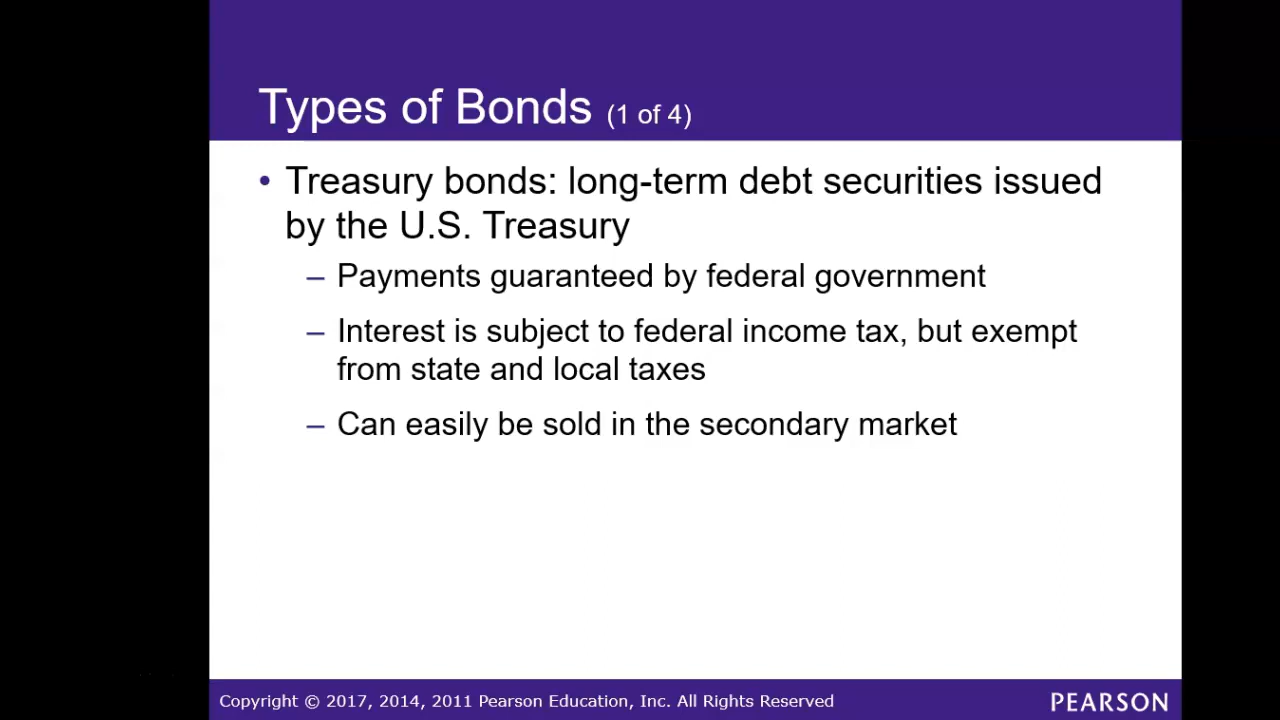 Types of Bonds (1 of 4)
• Treasury bonds: long-term debt securities issued
by the U.S. Treasury
– Payments guaranteed by federal government
– Interest is subject to federal income tax, but exempt
from state and local taxes
– Can easily be sold in the secondary market
Copyright © 2017, 2014, 2011 Pearson Education, Inc. All Rights Reserved
PEARSON